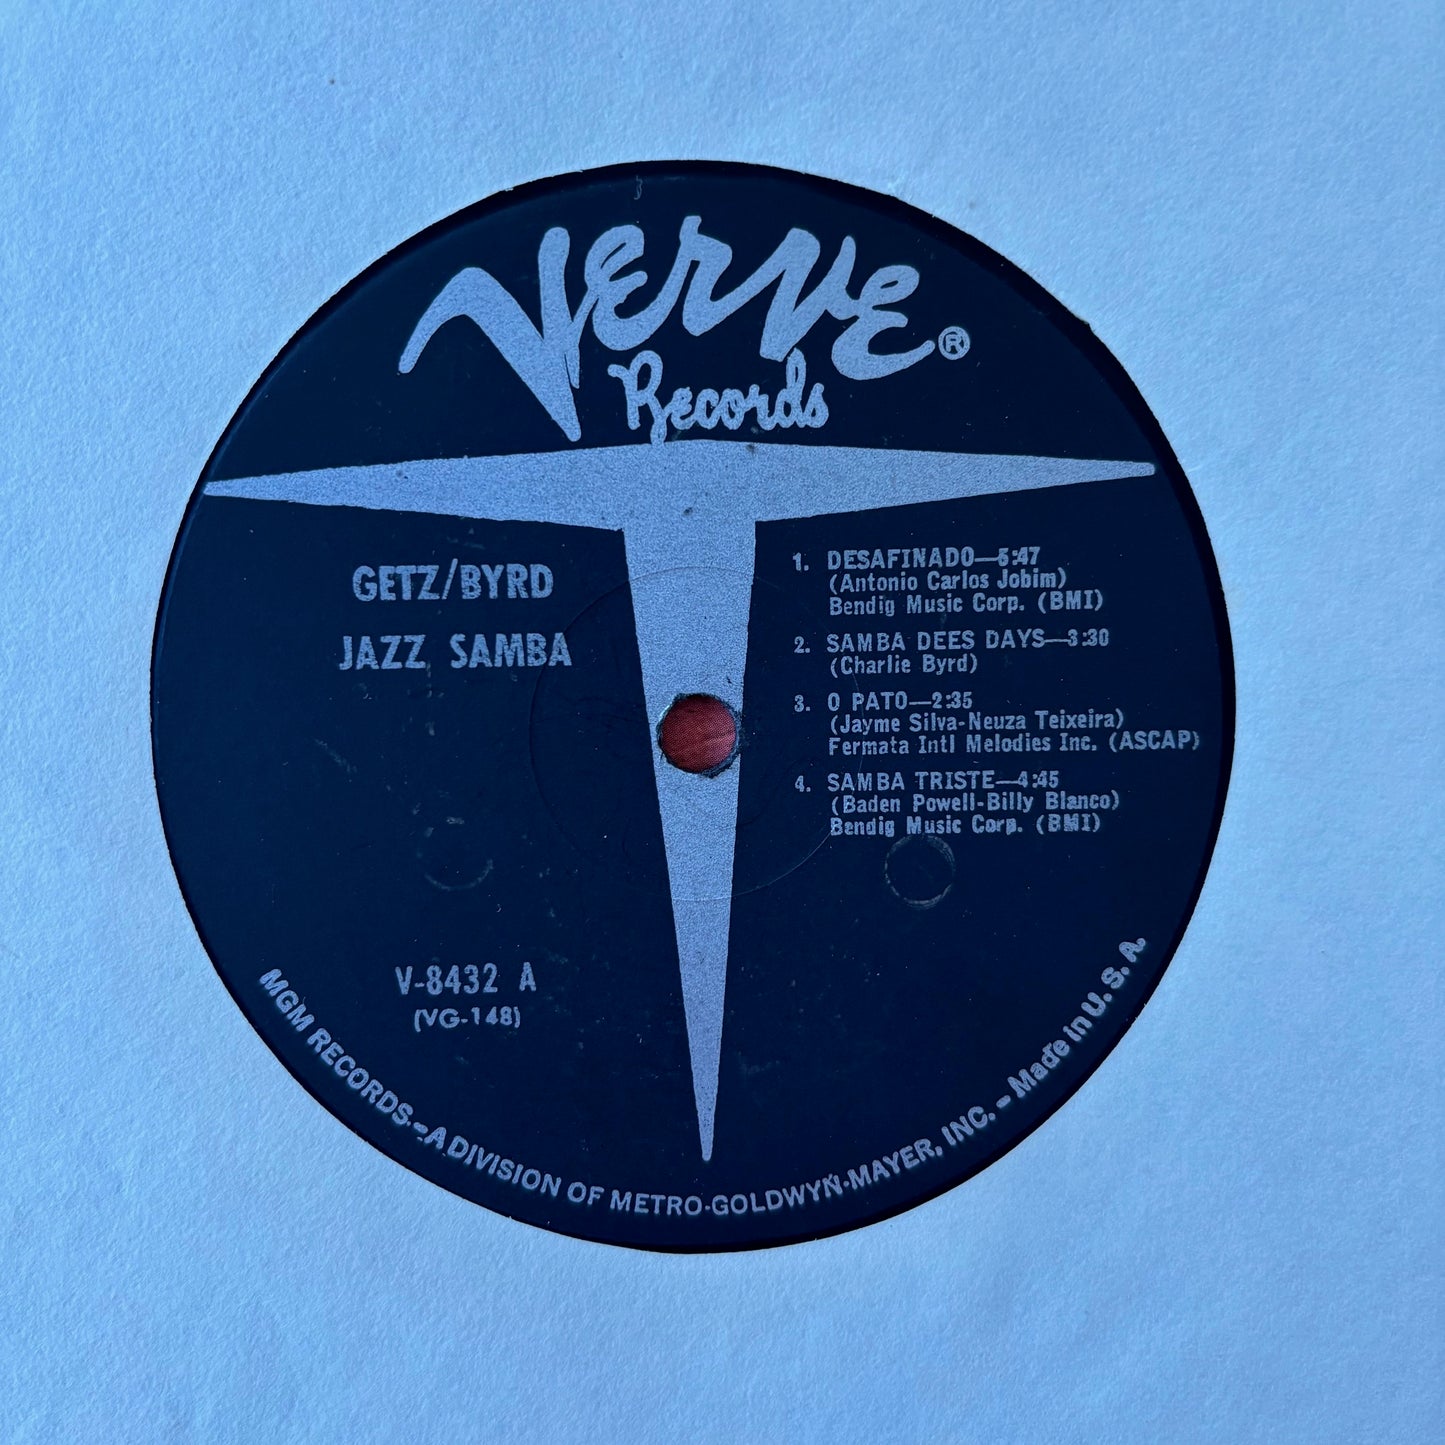 Verve®
Records
GETZ/BYRD
JAZZ SAMBA
1. DESAFINADO—5:47
(Antonio Carlos Jobim)
Bendig Music Corp. (BMI)
2. SAMBA DEES DAYS—3:30
(Charlie Byrd)
3. O PATO—2:35
(Jayme Silva-Neuza Teixeira)
Fermata Intl Melodies Inc. (ASCAP)
4. SAMBA TRISTE—4:45
(Baden Powell-Billy Blanco)
Bendig Music Corp. (BMI)
V-8432 A
(VG-148)
MGM RECORDS - A DIVISION OF METRO-GOLDWYN-MAYER, INC. - Made in U. S. A.